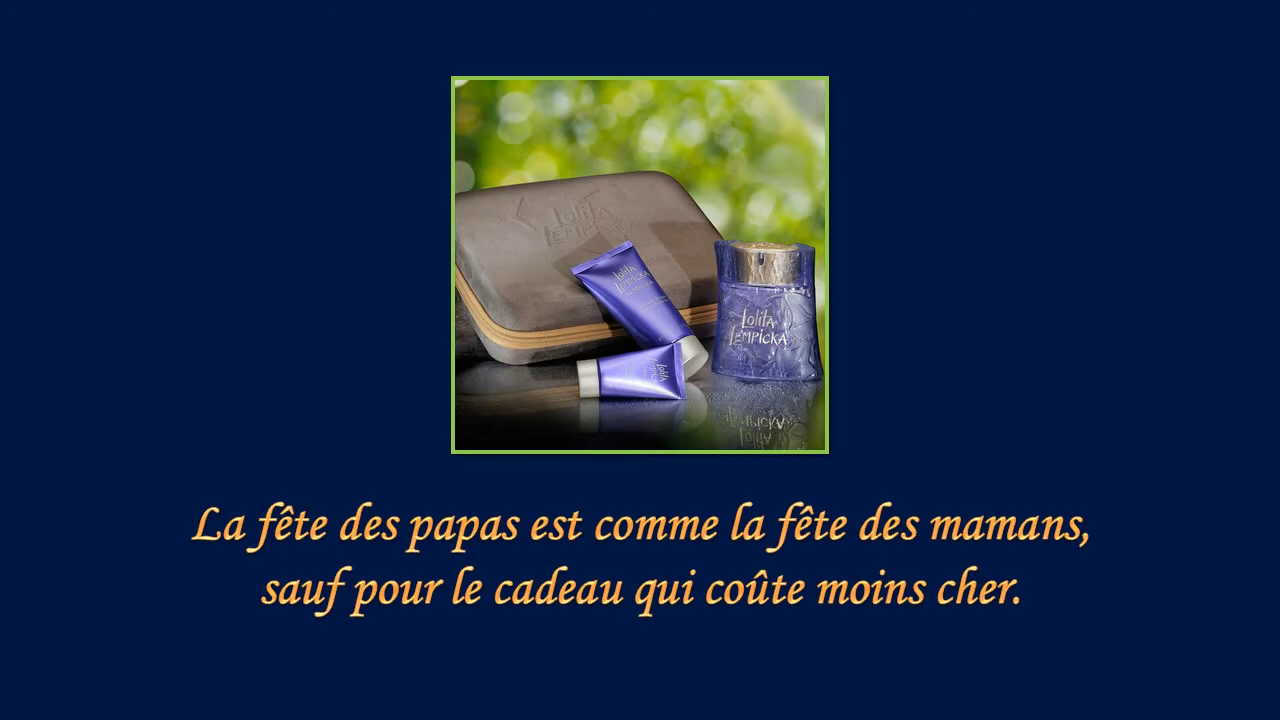 Lolita
LEMPICKA
Lolita
LEMPICKA
Lolita
LEMPICKA
Lolita
La fête des papas est comme la fête des mamans,
sauf pour le cadeau qui coûte moins cher.